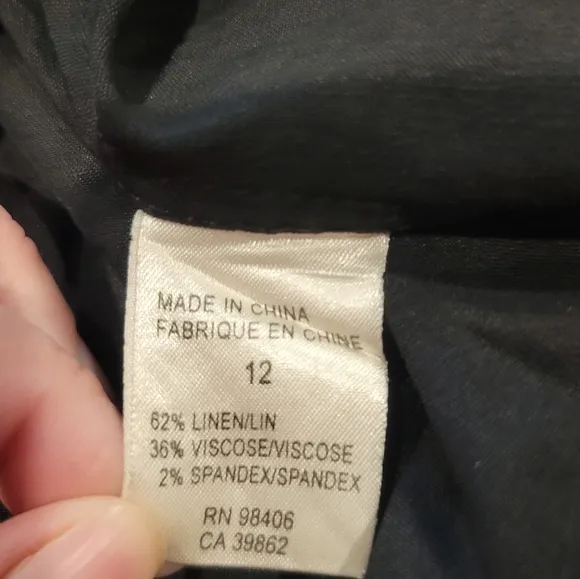 MADE IN CHINA
FABRIQUE EN CHINE
12
62% LINEN/LIN
36% VISCOSE/VISCOSE
2% SPANDEX/SPANDEX
RN 98406
CA 39862